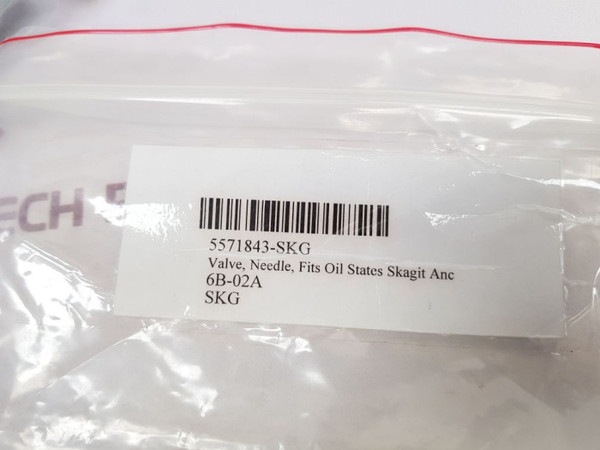 ECH
5571843-SKG
Valve, Needle, Fits Oil States Skagit Anc
6B-02A
SKG